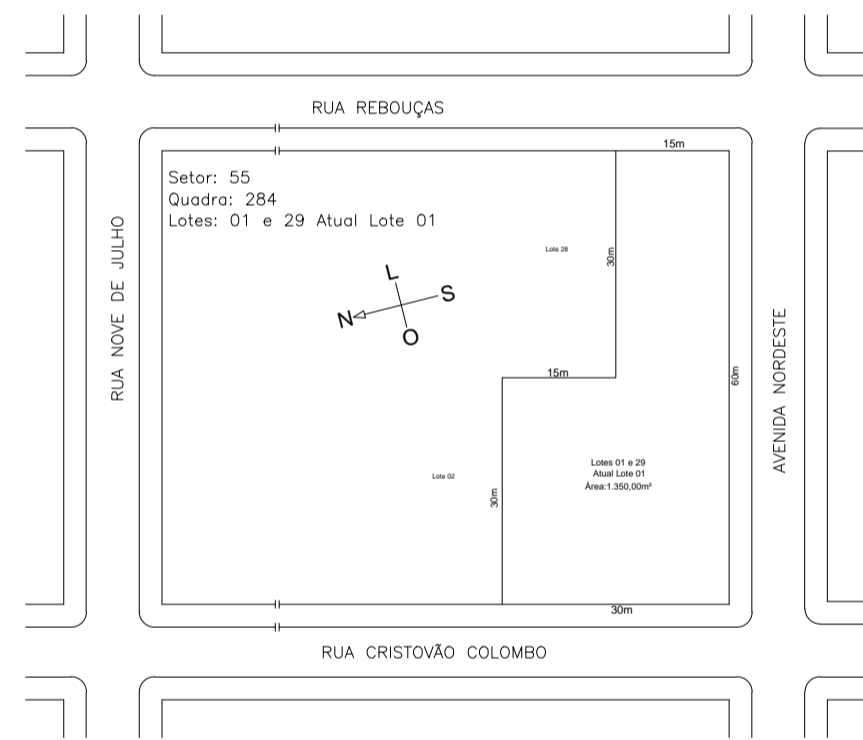 RUA REBOUÇAS
15m
Setor: 55
Quadra: 284
Lotes: 01 e 29 Atual Lote 01
RUA NOVE DE JULHO
Lote 28
30m
L
N
S
O
15m
60m
AVENIDA NORDESTE
Lote 02
30m
Lotes 01 e 29
Atual Lote 01
Área:1.350,00m²
30m
RUA CRISTOVÃO COLOMBO